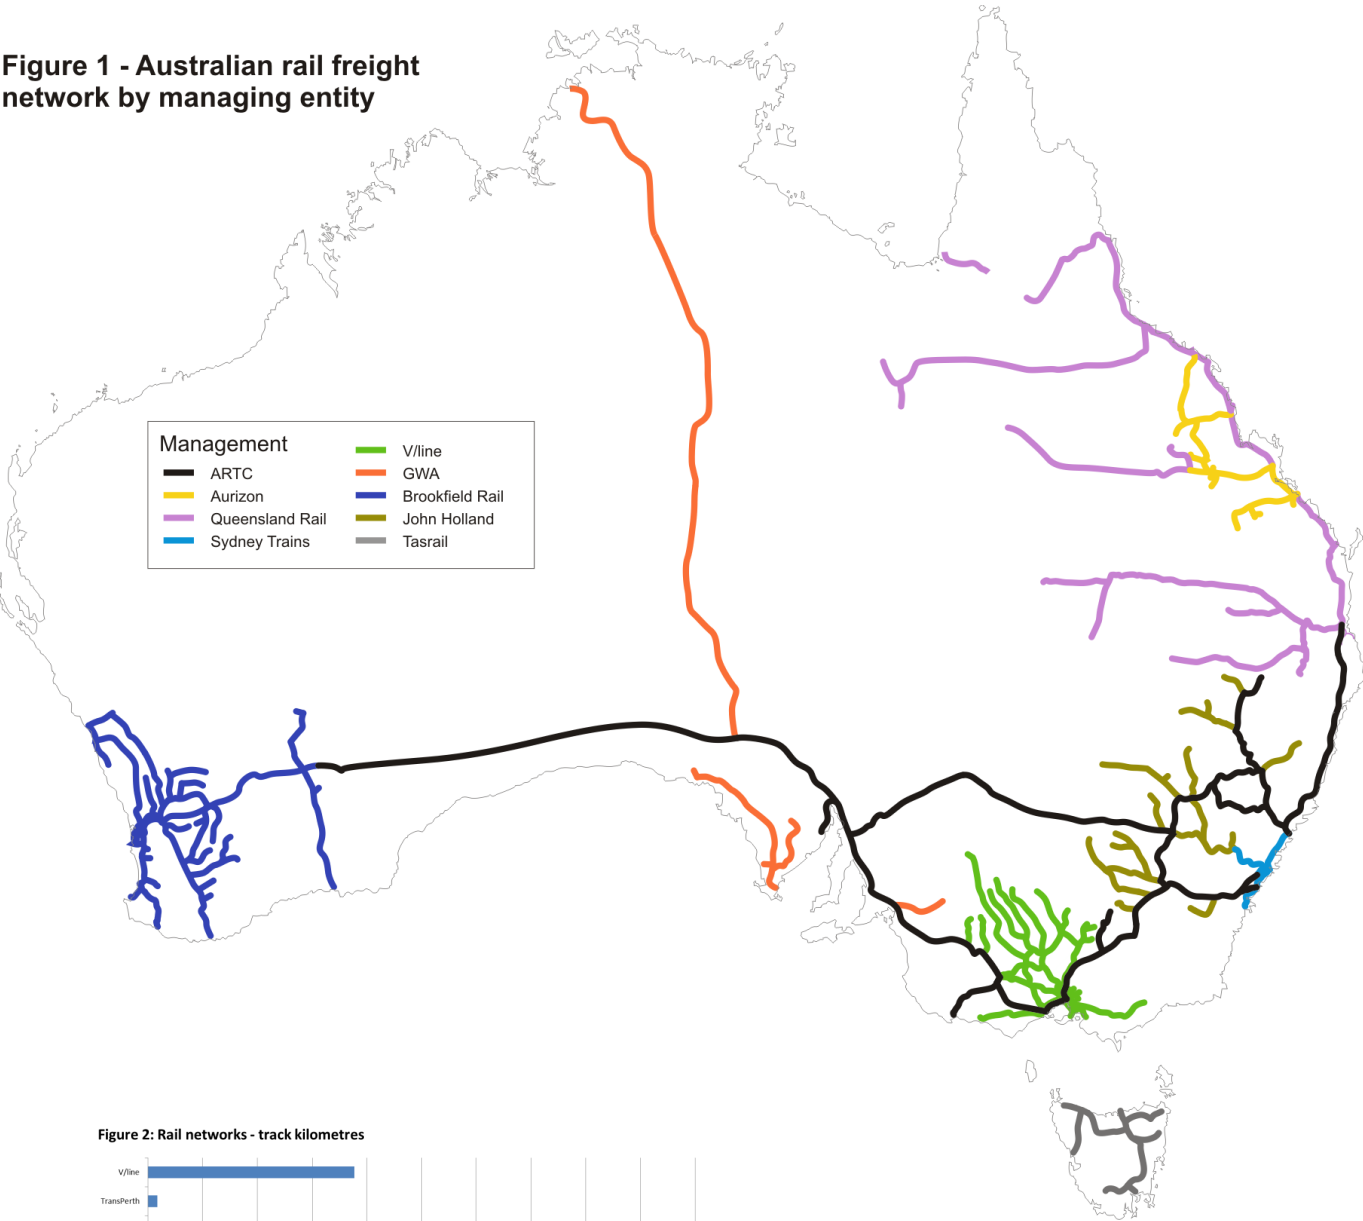 Figure 1 - Australian rail freight
network by managing entity
Management
ARTC
Aurizon
Queensland Rail
Sydney Trains
V/line
GWA
Brookfield Rail
John Holland
Tasrail
Figure 2: Rail networks - track kilometres
V/line
TransPerth